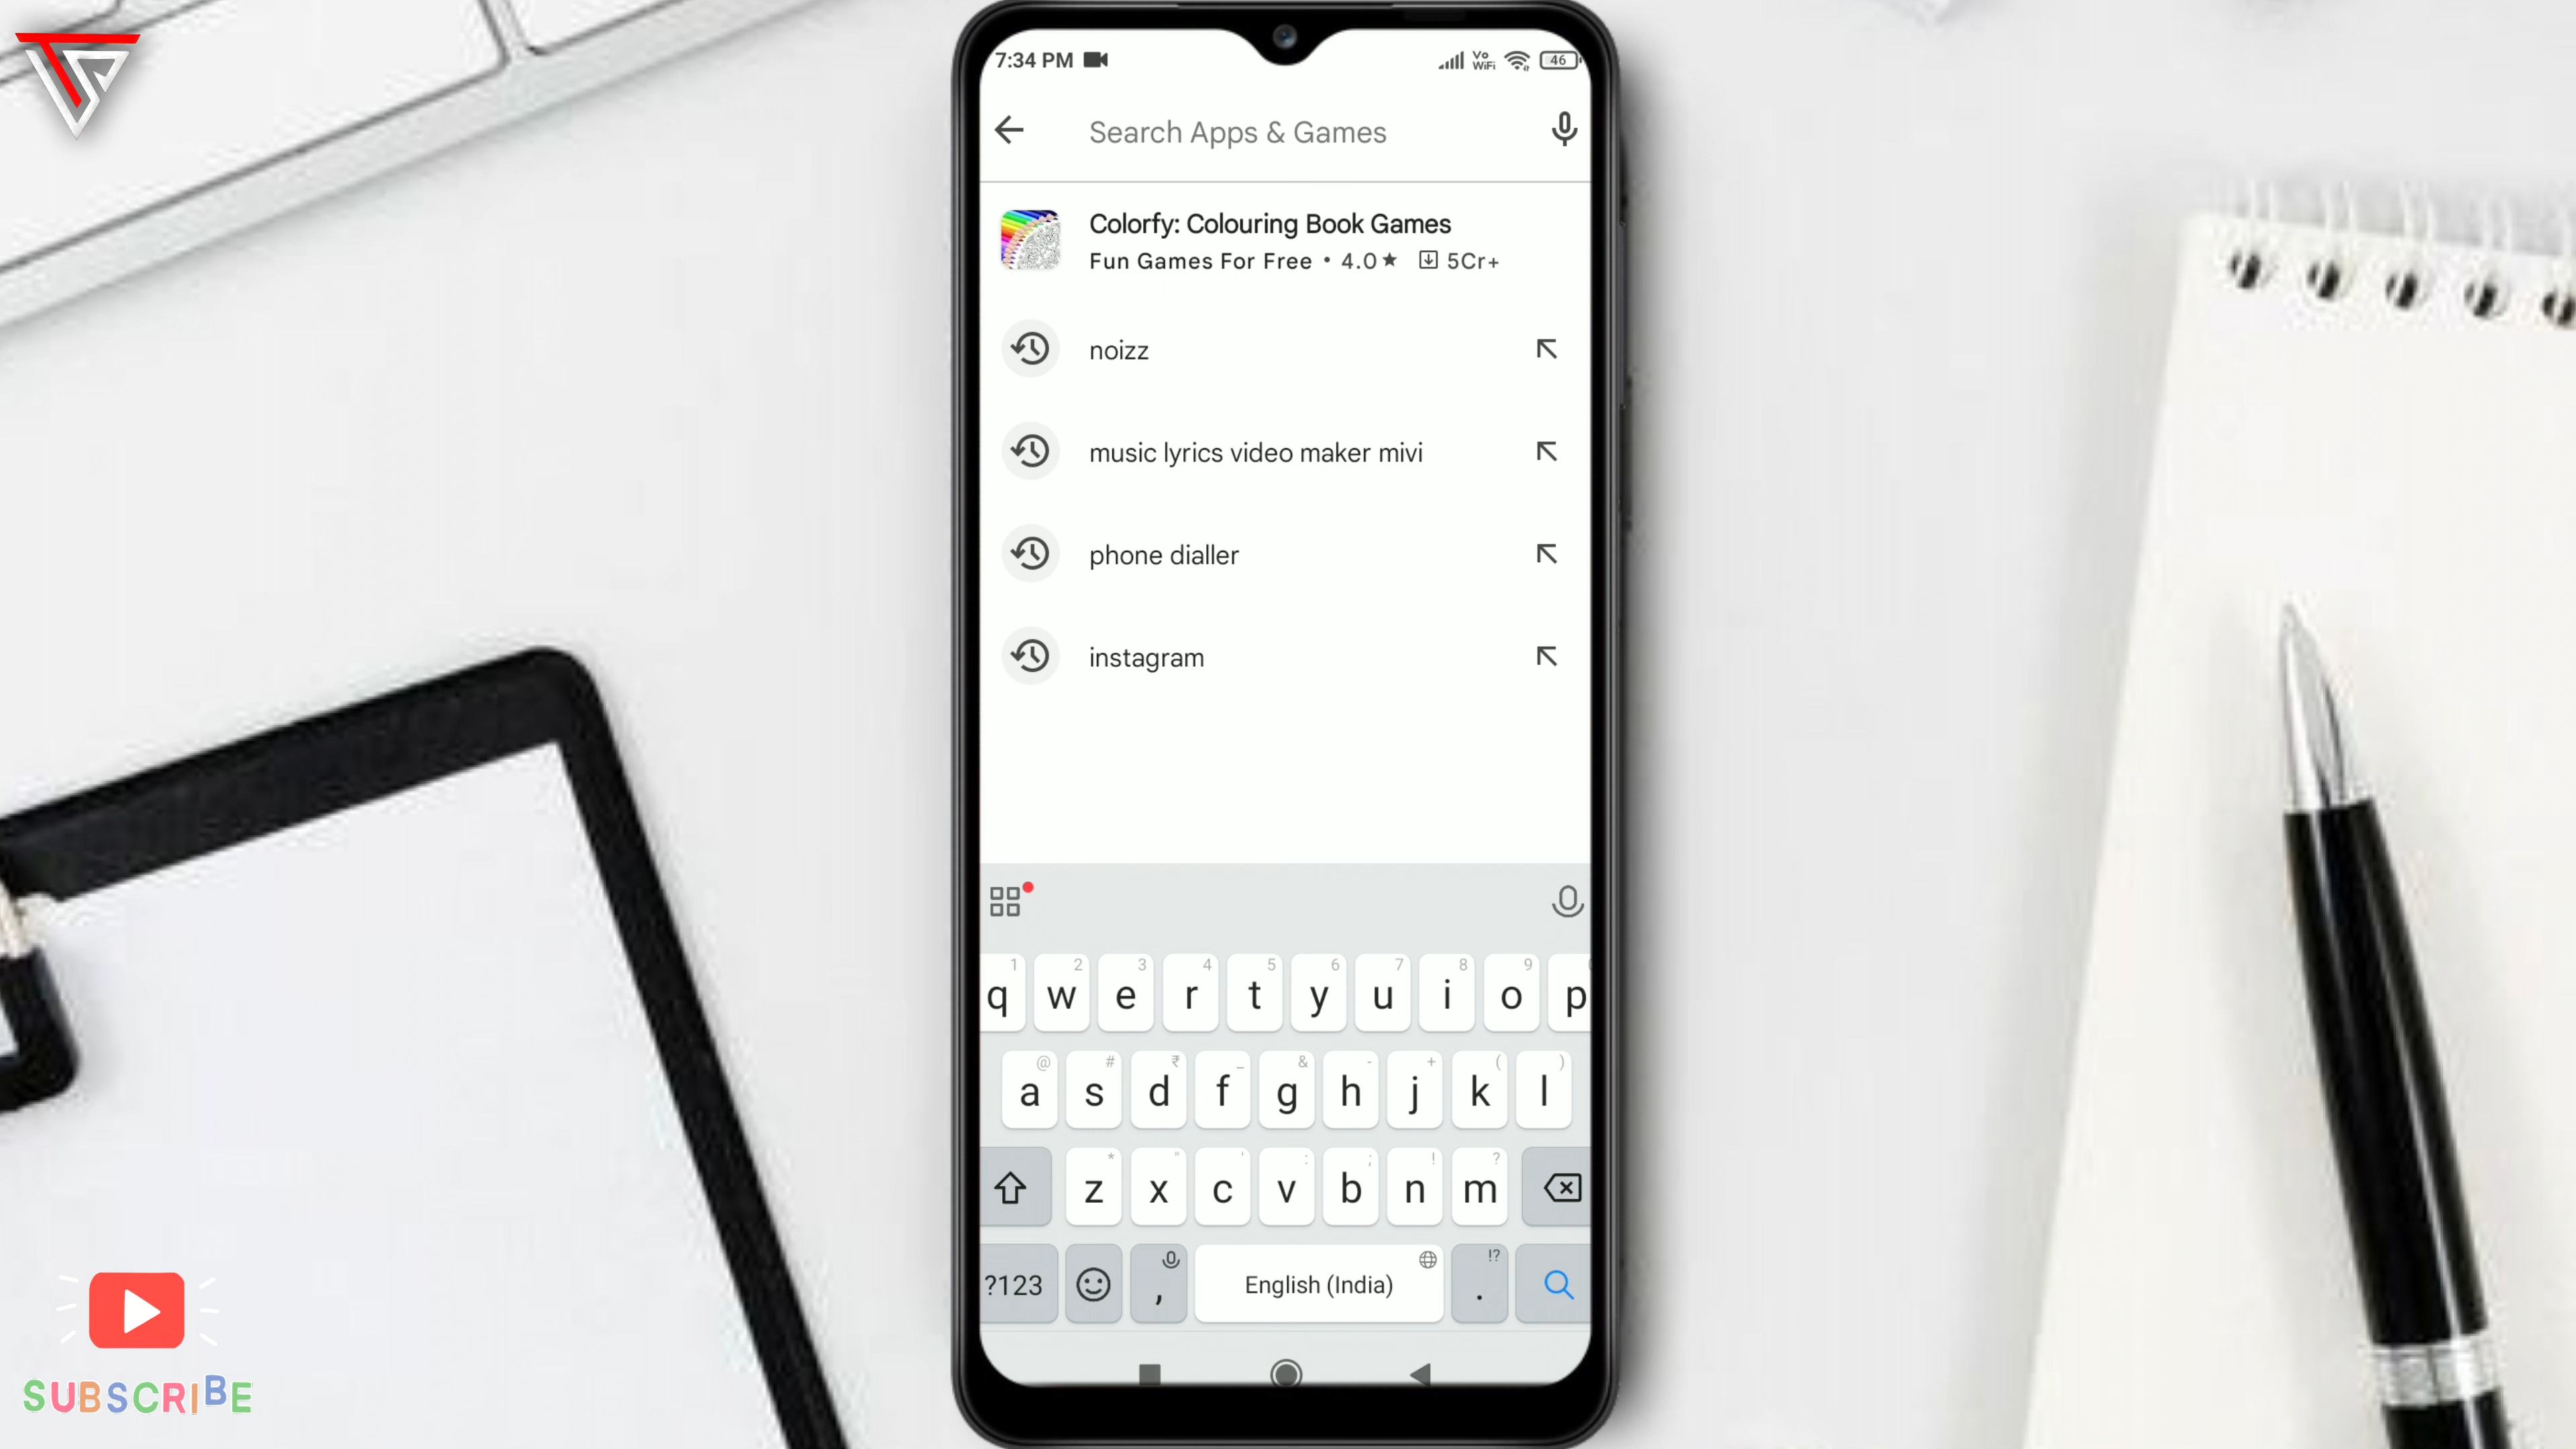 7:34 PM
Vo
WiFi
46
Search Apps & Games
Colorfy: Colouring Book Games
Fun Games For Free • 4.0★ 5Cr+
noizz
music lyrics video maker mivi
phone dialler
instagram
1 2 3 4 5 6 7 8 9
q w e r t y u i o p
@ # ₹ _ & - + ( )
a s d f g h j k l
* " ' : ; ! ?
z x c v b n m
!?
?123 , English (India) .
SUBSCRIBE